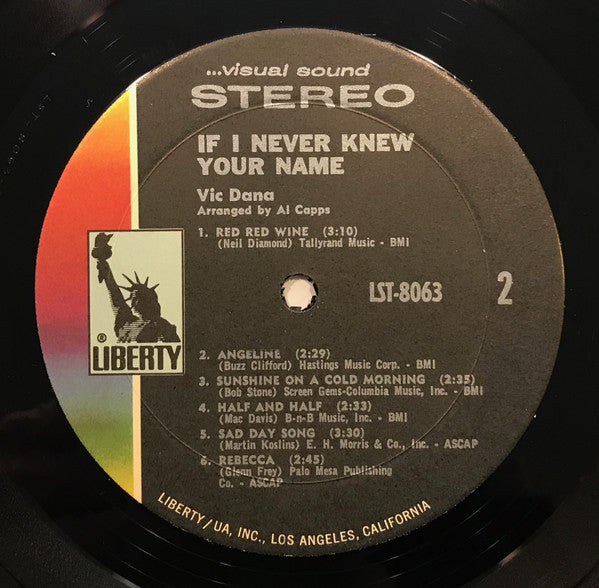 ...visual sound
STEREO
IF I NEVER KNEW
YOUR NAME
Vic Dana
Arranged by Al Capps
1. RED RED WINE (3:10)
(Neil Diamond) Tallyrand Music - BMI
LST-8063 2
® LIBERTY
2. ANGELINE (2:29)
(Buzz Clifford) Hastings Music Corp. - BMI
3. SUNSHINE ON A COLD MORNING (2:35)
(Bob Stone) Screen Gems-Columbia Music, Inc. - BMI
4. HALF AND HALF (2:33)
(Mac Davis) B-n-B Music, Inc. - BMI
5. SAD DAY SONG (3:30)
(Martin Koslins) E. H. Morris & Co., Inc. - ASCAP
6. REBECCA (2:45)
(Glenn Frey) Palo Mesa Publishing
Co. - ASCAP
LIBERTY/UA, INC., LOS ANGELES, CALIFORNIA